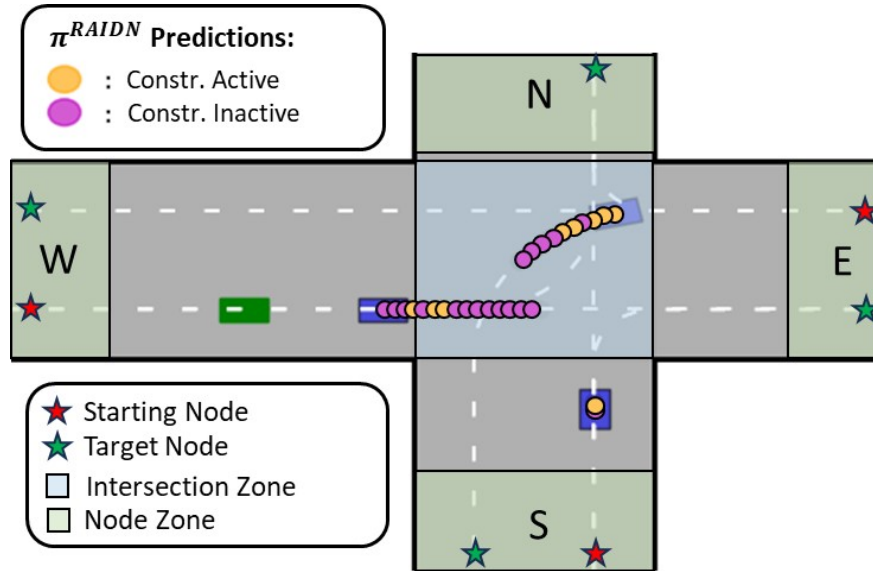 π^RAIDN Predictions:
: Constr. Active
: Constr. Inactive
N
W
E
Starting Node
Target Node
Intersection Zone
Node Zone
S